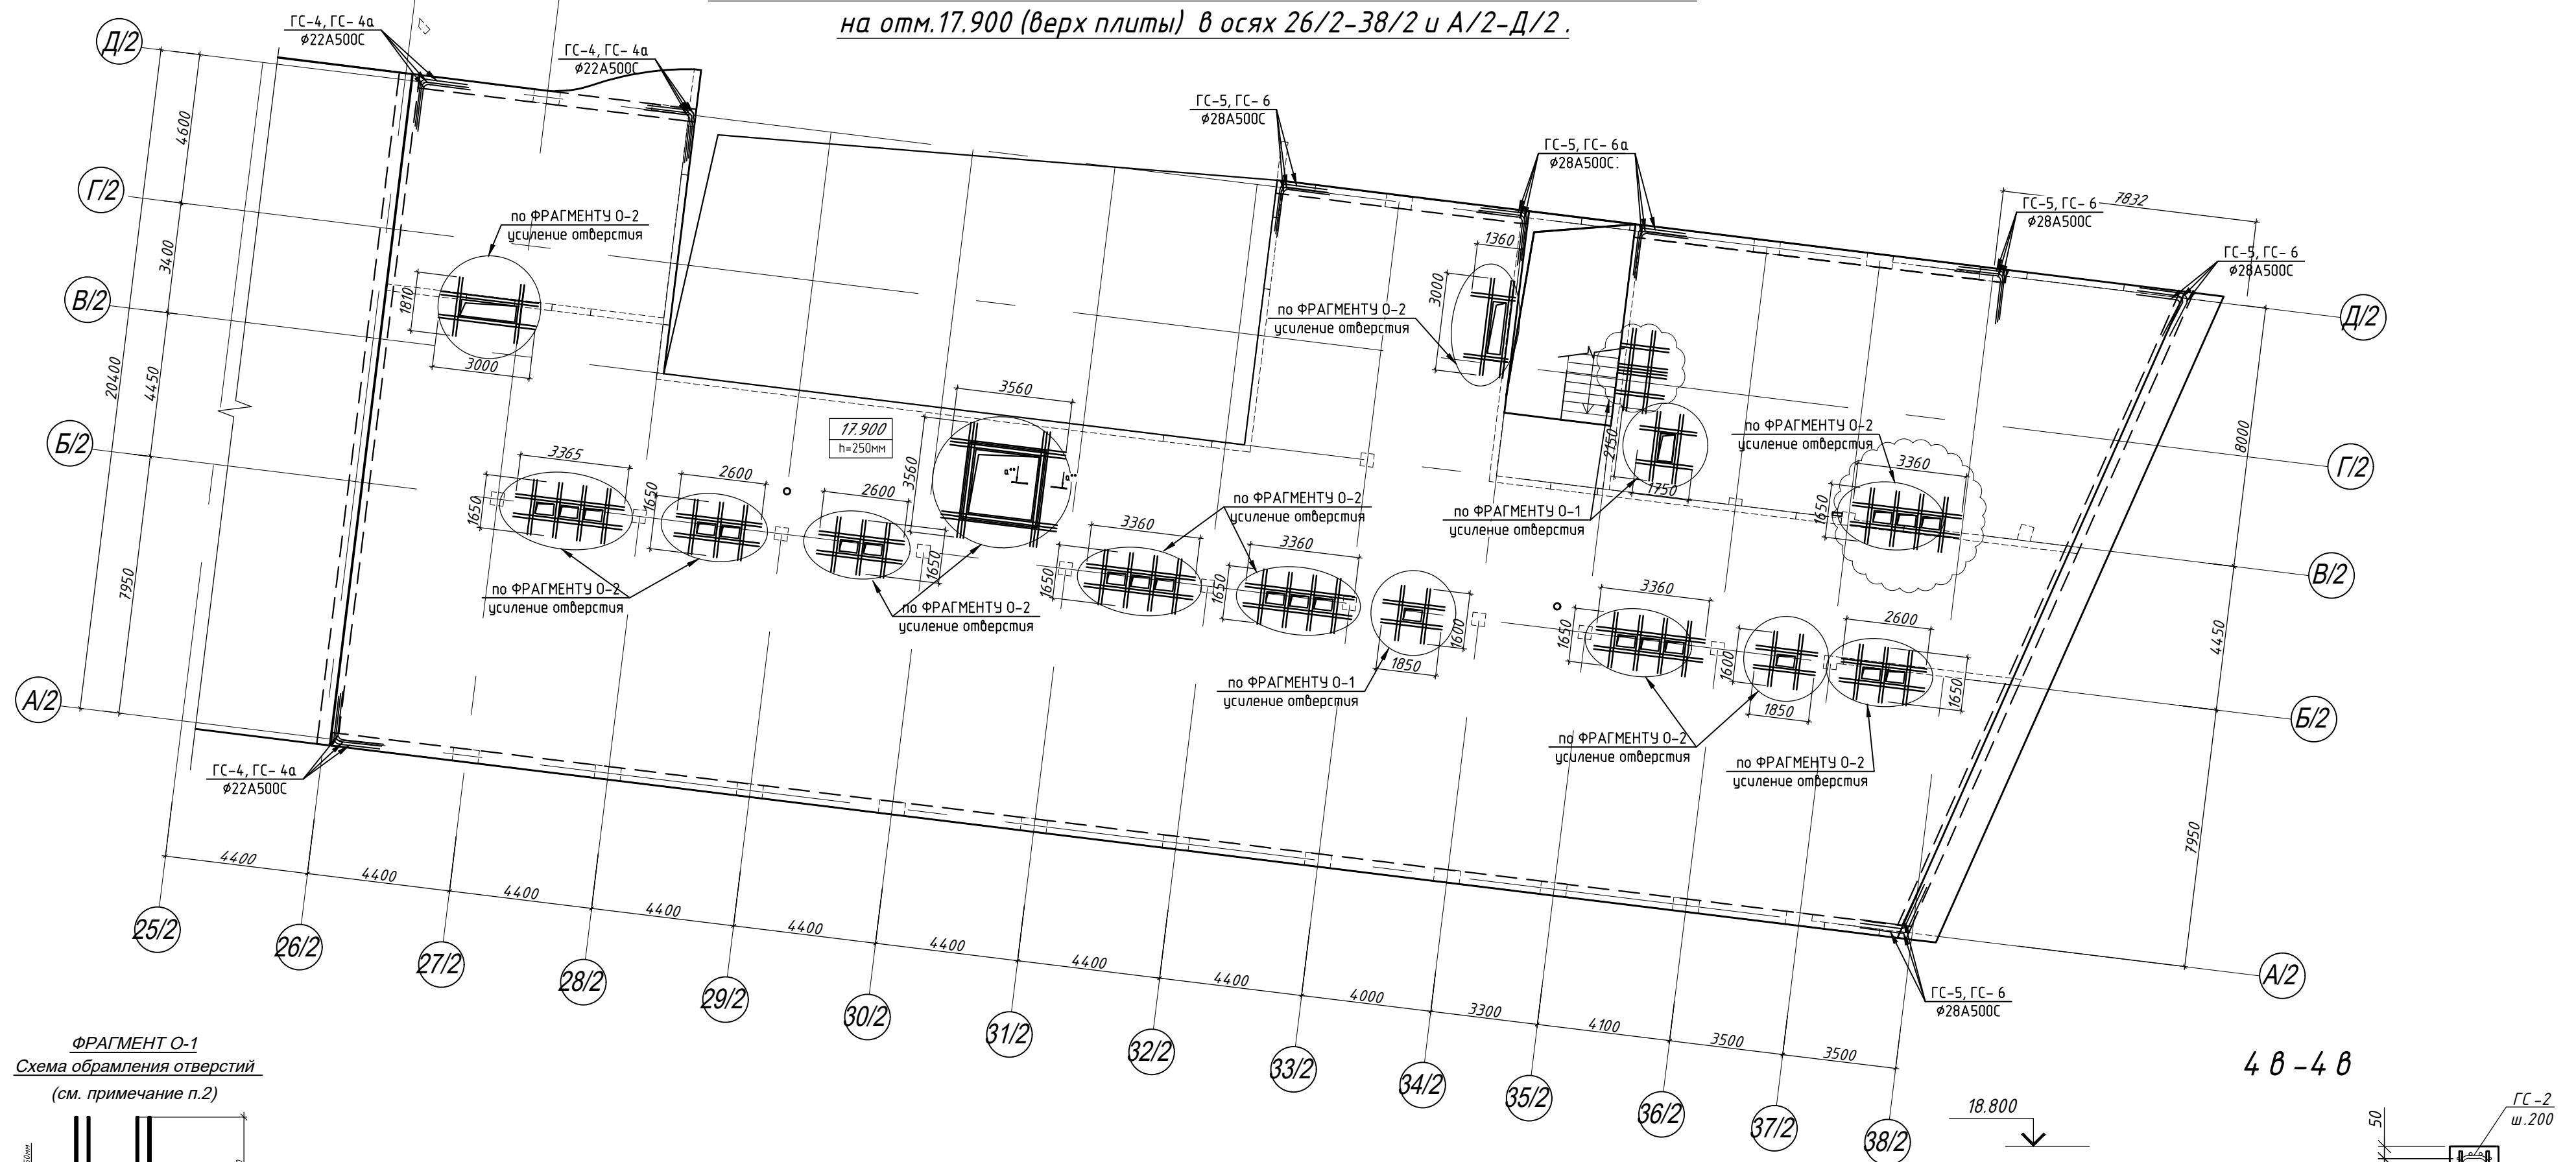 на отм.17.900 (верх плиты) в осях 26/2-38/2 и А/2-Д/2.
ГС-4, ГС- 4а
⌀22А500С
ГС-4, ГС- 4а
⌀22А500С
ГС-5, ГС- 6
⌀28А500С
ГС-5, ГС- 6а
⌀28А500С
7832
ГС-5, ГС- 6
⌀28А500С
ГС-5, ГС- 6
⌀28А500С
Д/2
Г/2
В/2
Б/2
А/2
4600
3400
4450
7950
20400
по ФРАГМЕНТУ О-2
усиление отверстия
1810
3000
1360
3000
по ФРАГМЕНТУ О-2
усиление отверстия
3560
3560
а"
а"
17.900
h=250мм
3365
1650
2600
1650
2600
1650
по ФРАГМЕНТУ О-2
усиление отверстия
по ФРАГМЕНТУ О-2
усиление отверстия
3360
1650
по ФРАГМЕНТУ О-2
усиление отверстия
3360
1650
2150
1750
по ФРАГМЕНТУ О-1
усиление отверстия
по ФРАГМЕНТУ О-2
усиление отверстия
3360
1650
1600
1850
по ФРАГМЕНТУ О-1
усиление отверстия
3360
1650
1600
1850
2600
1650
по ФРАГМЕНТУ О-2
усиление отверстия
по ФРАГМЕНТУ О-2
усиление отверстия
Д/2
Г/2
В/2
Б/2
А/2
8000
4450
7950
ГС-4, ГС- 4а
⌀22А500С
ГС-5, ГС- 6
⌀28А500С
4400
4400
4400
4400
4400
4400
4400
4400
4000
3300
4100
3500
3500
25/2
26/2
27/2
28/2
29/2
30/2
31/2
32/2
33/2
34/2
35/2
36/2
37/2
38/2
ФРАГМЕНТ О-1
Схема обрамления отверстий
(см. примечание п.2)
4 в -4 в
18.800
50
ГС -2
ш.200